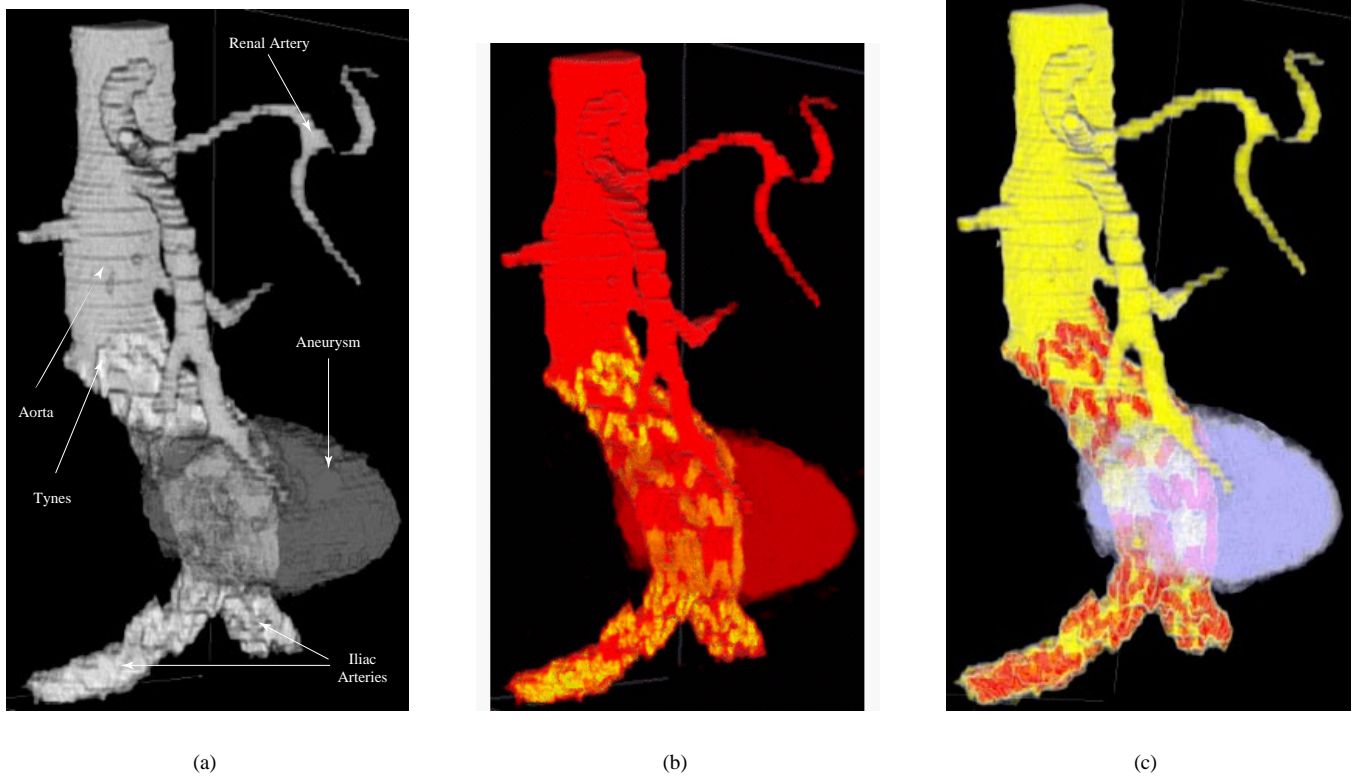 Renal Artery
Aneurysm
Aorta
Tynes
Iliac
Arteries
(a)
(b)
(c)